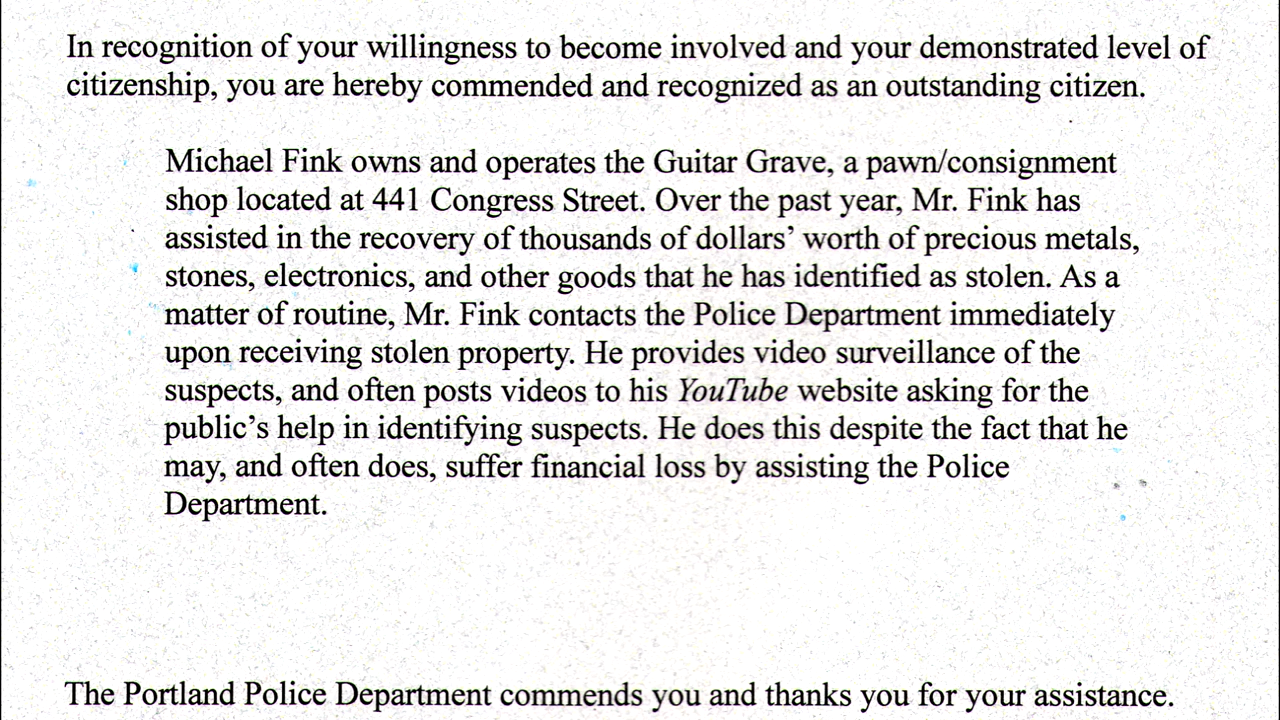 In recognition of your willingness to become involved and your demonstrated level of
citizenship, you are hereby commended and recognized as an outstanding citizen.
Michael Fink owns and operates the Guitar Grave, a pawn/consignment
shop located at 441 Congress Street. Over the past year, Mr. Fink has
assisted in the recovery of thousands of dollars’ worth of precious metals,
stones, electronics, and other goods that he has identified as stolen. As a
matter of routine, Mr. Fink contacts the Police Department immediately
upon receiving stolen property. He provides video surveillance of the
suspects, and often posts videos to his YouTube website asking for the
public’s help in identifying suspects. He does this despite the fact that he
may, and often does, suffer financial loss by assisting the Police
Department.
The Portland Police Department commends you and thanks you for your assistance.